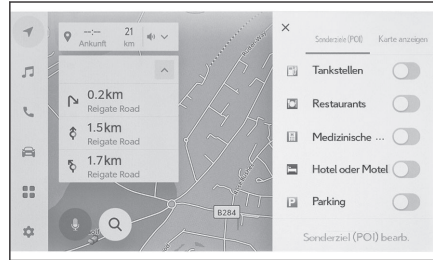 --:--
21
Ankunft
km
0.2km
Reigate Road
1.5km
Reigate Road
1.7km
Reigate Road
B284
Sonderziel (POI)
Karte anzeigen
Tankstellen
Restaurants
Medizinische ...
Hotel oder Motel
Parking
Sonderziel (POI) bearb.